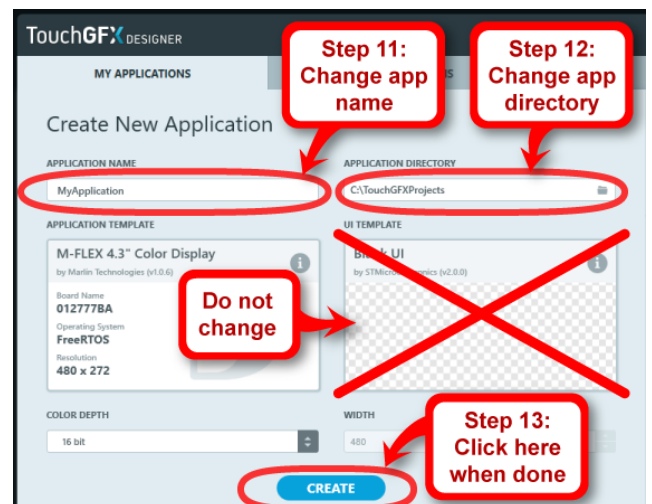 TouchGFX DESIGNER
Step 11:
Change app
name
Step 12:
Change app
directory
MY APPLICATIONS
Create New Application
APPLICATION NAME
APPLICATION DIRECTORY
MyApplication
C:\TouchGFXProjects
APPLICATION TEMPLATE
UI TEMPLATE
M-FLEX 4.3" Color Display
by Marlin Technologies (v1.0.6)
Blank UI
by STMicroelectronics (v2.0.0)
Board Name
012777BA
Operating System
FreeRTOS
Resolution
480 x 272
Do not
change
COLOR DEPTH
WIDTH
16 bit
480
Step 13:
Click here
when done
CREATE